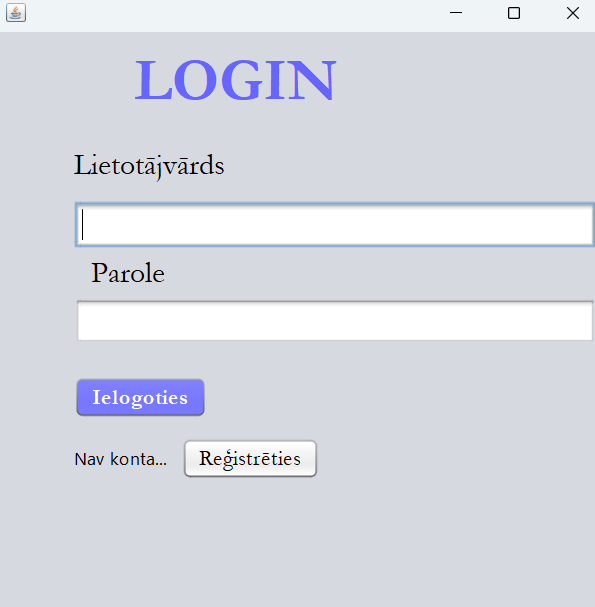 LOGIN
Lietotājvārds
Parole
Ielogoties
Nav konta...
Reģistrēties